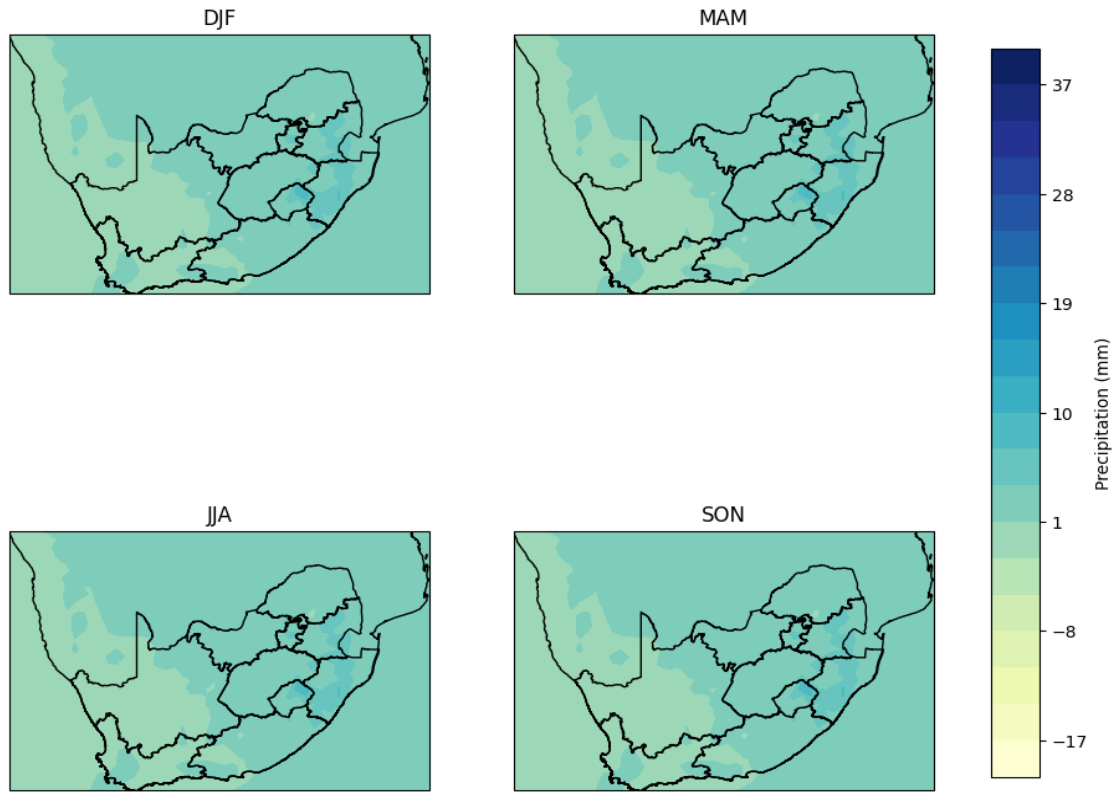 DJF
MAM
37
28
19
10
1
−8
−17
Precipitation (mm)
JJA
SON